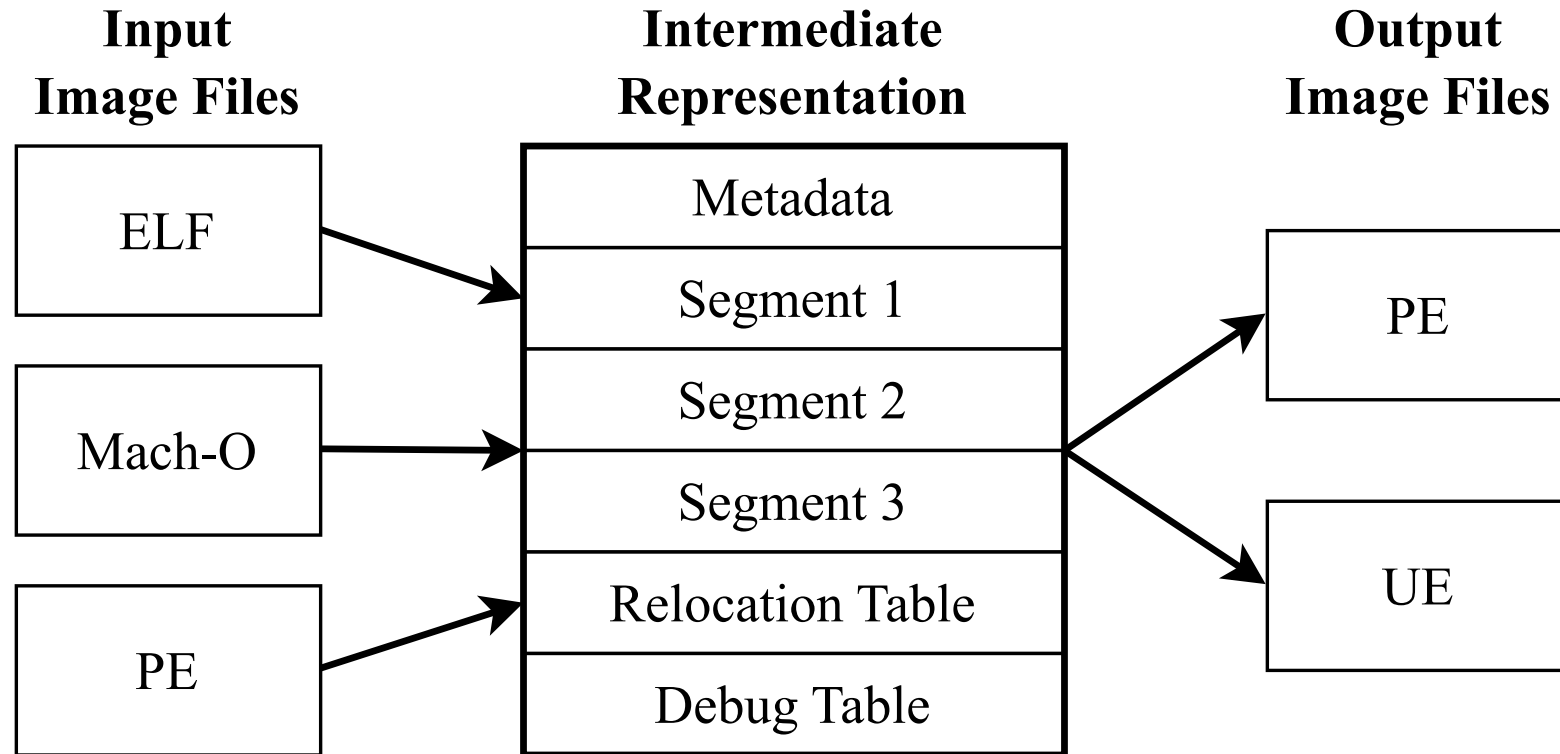 Input
Image Files
Intermediate
Representation
Output
Image Files
ELF
Mach-O
PE
Metadata
Segment 1
Segment 2
Segment 3
Relocation Table
Debug Table
PE
UE